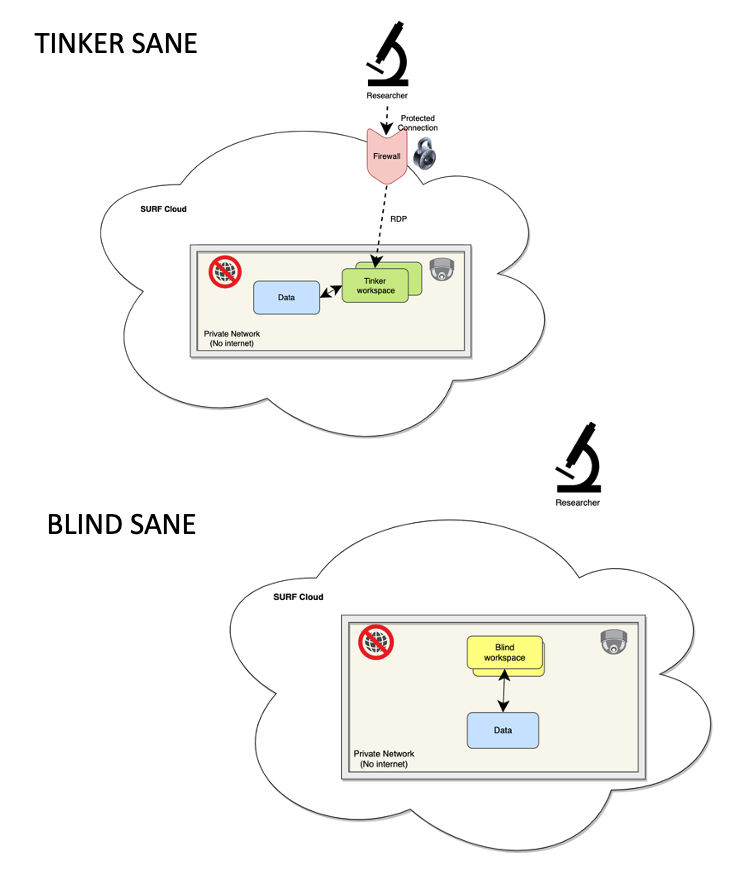 TINKER SANE
Researcher
Protected
Connection
Firewall
SURF Cloud
RDP
Tinker
workspace
Data
Private Network
(No internet)
Researcher
BLIND SANE
SURF Cloud
Blind
workspace
Data
Private Network
(No internet)